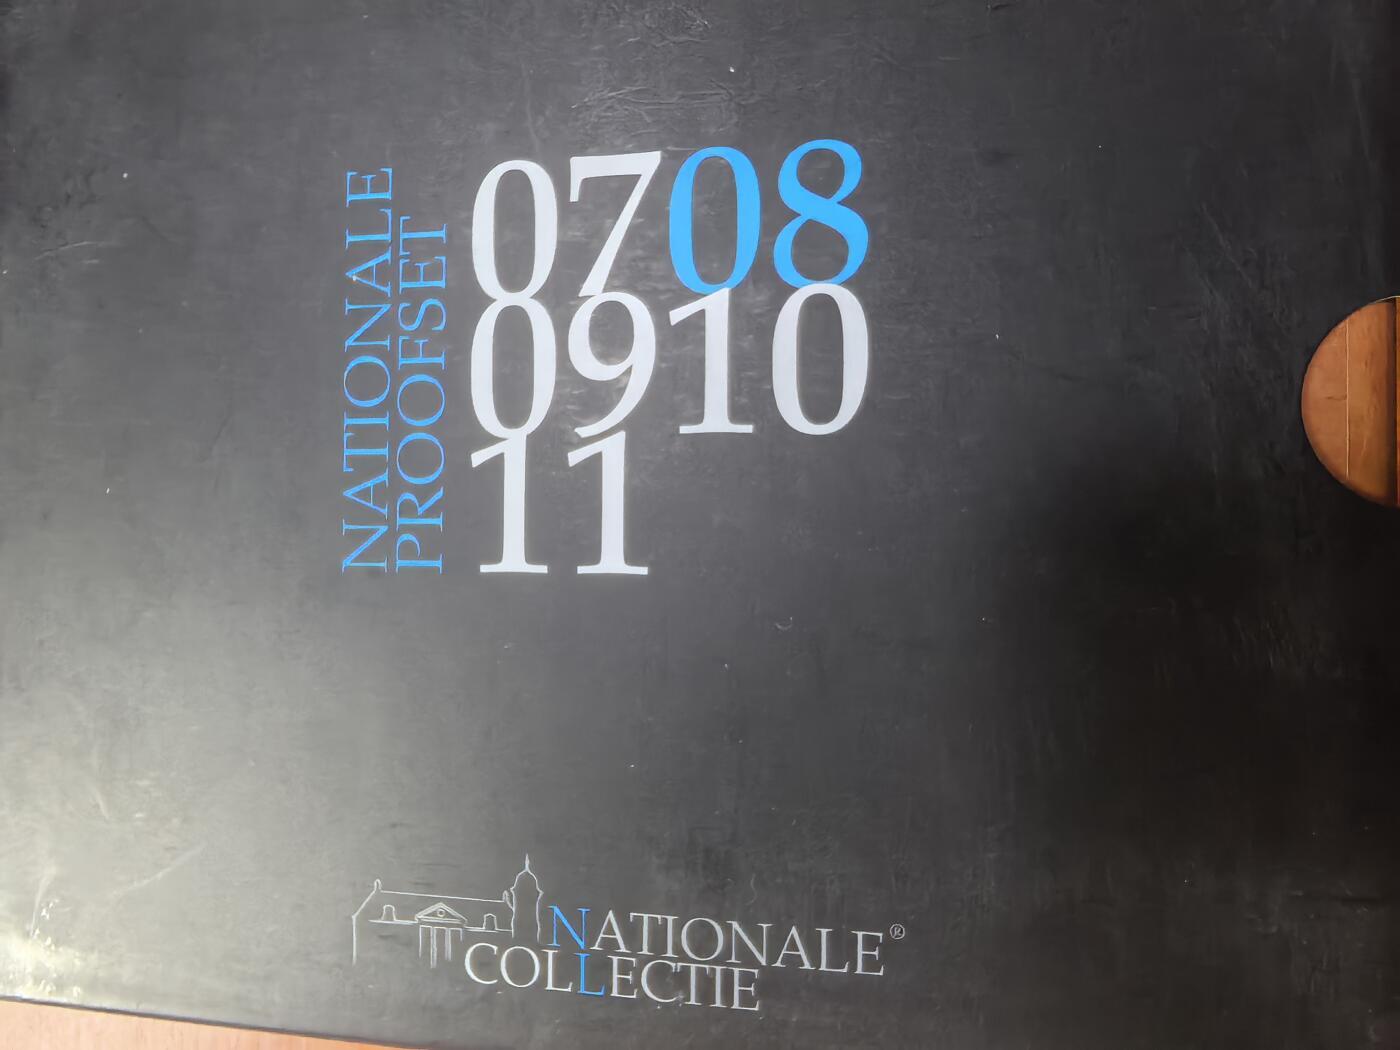 NATIONALE
PROOFSET
0708
0910
11
NATIONALE®
COLLECTIE